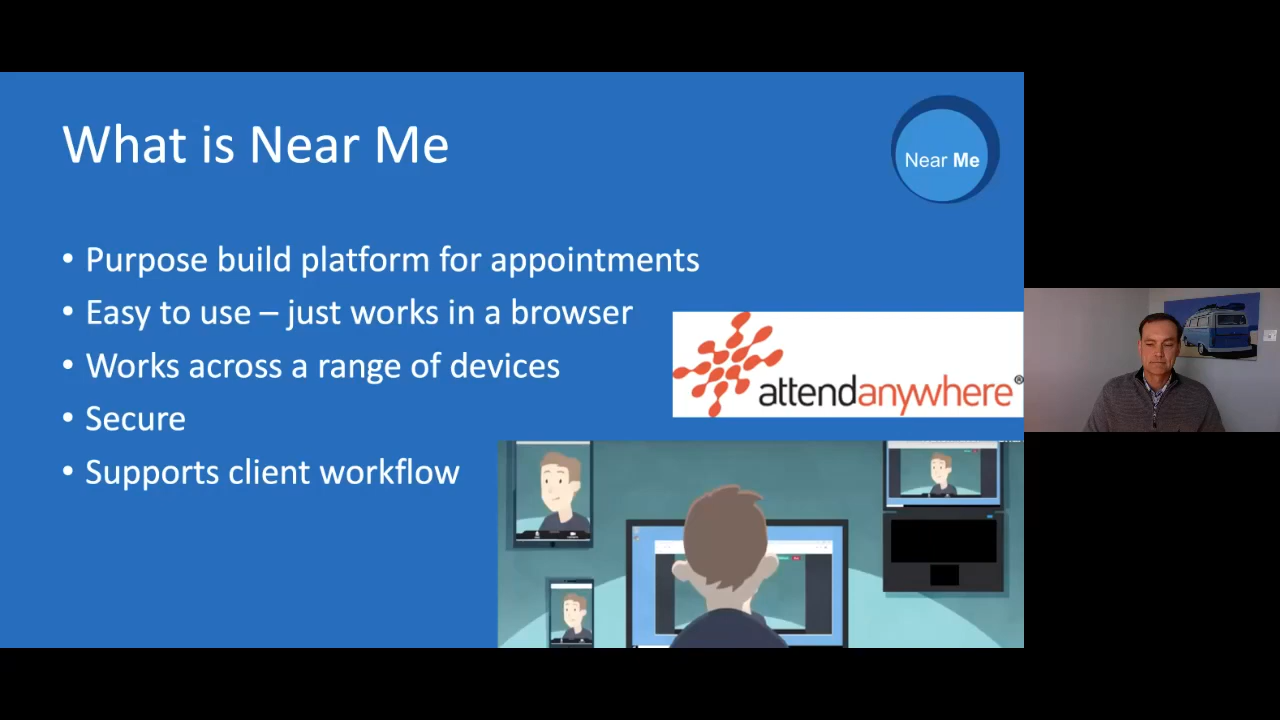 What is Near Me
Near Me
• Purpose build platform for appointments
• Easy to use – just works in a browser
• Works across a range of devices
• Secure
• Supports client workflow
attendanywhere®